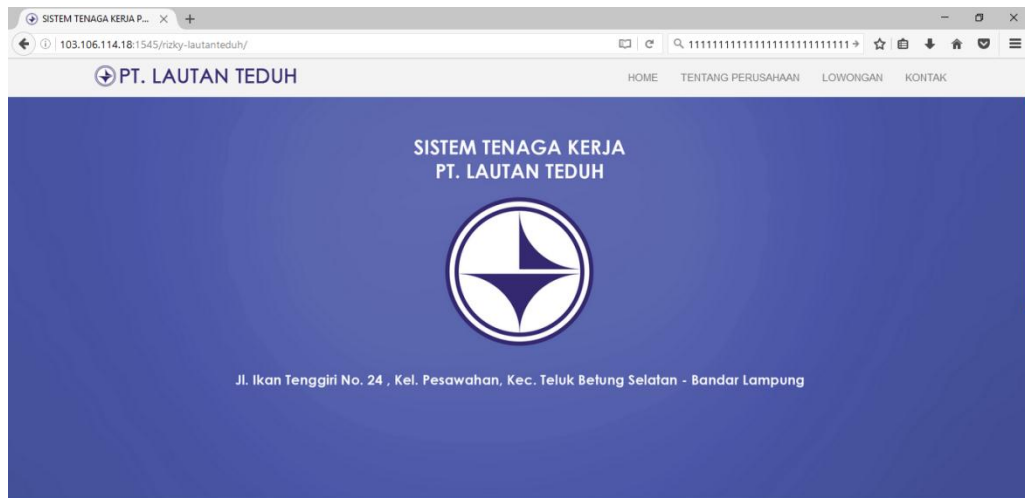 SISTEM TENAGA KERJA P...
103.106.114.18:1545/rizky-lautanteduh/
PT. LAUTAN TEDUH
HOME TENTANG PERUSAHAAN LOWONGAN KONTAK
SISTEM TENAGA KERJA
PT. LAUTAN TEDUH
Jl. Ikan Tenggiri No. 24 , Kel. Pesawahan, Kec. Teluk Betung Selatan - Bandar Lampung